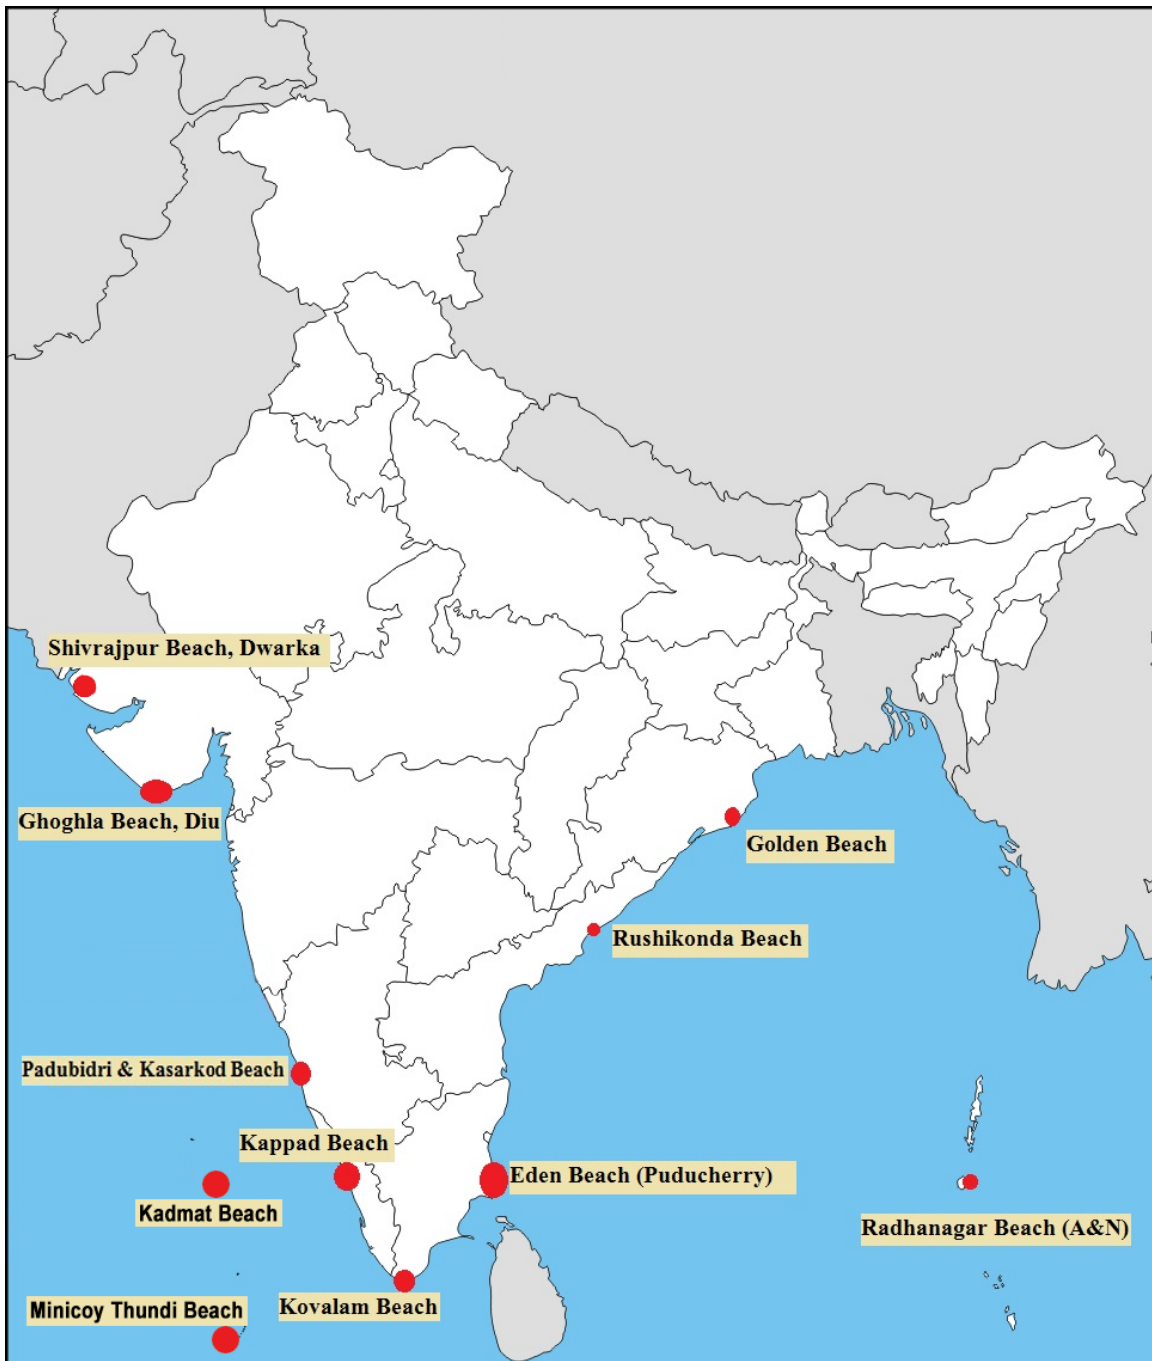 Shivrajpur Beach, Dwarka
Ghoghla Beach, Diu
Golden Beach
Rushikonda Beach
Padubidri & Kasarkod Beach
Kappad Beach
Eden Beach (Puducherry)
Kadmat Beach
Radhanagar Beach (A&N)
Kovalam Beach
Minicoy Thundi Beach